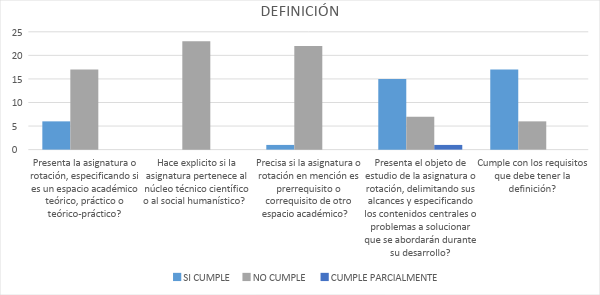 DEFINICIÓN
25
20
15
10
5
0
Presenta la asignatura o
rotación, especificando si
es un espacio académico
teórico, práctico o
teórico-práctico?
Hace explicito si la
asignatura pertenece al
núcleo técnico científico
o al social humanístico?
Precisa si la asignatura o
rotación en mención es
prerrequisito o
correquisito de otro
espacio académico?
Presenta el objeto de
estudio de la asignatura o
rotación, delimitando sus
alcances y especificando
los contenidos centrales o
problemas a solucionar
que se abordarán durante
su desarrollo?
Cumple con los requisitos
que debe tener la
definición?
SI CUMPLE
NO CUMPLE
CUMPLE PARCIALMENTE